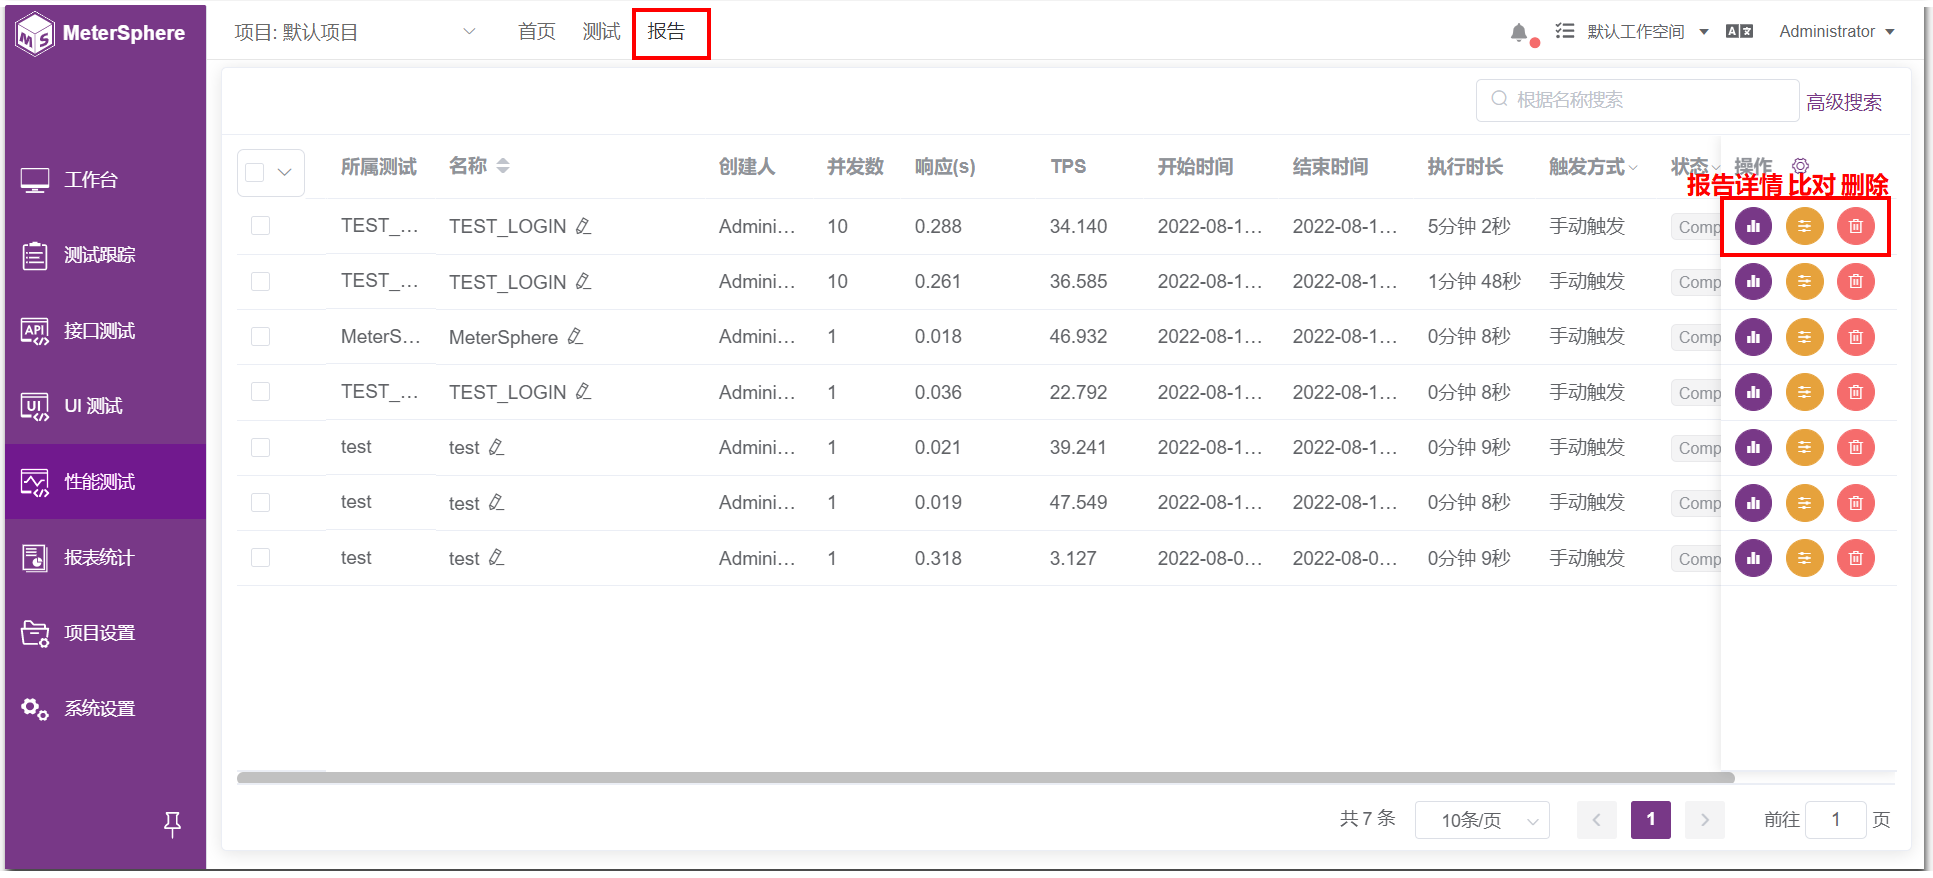 MeterSphere
项目: 默认项目
首页 测试 报告
默认工作空间
Administrator
根据名称搜索
高级搜索
工作台
测试跟踪
API 接口测试
UI UI 测试
性能测试
报表统计
项目设置
系统设置
所属测试 名称 创建人 并发数 响应(s) TPS 开始时间 结束时间 执行时长 触发方式 状态 操作
报告详情 比对 删除
TEST_... TEST_LOGIN Admini... 10 0.288 34.140 2022-08-1... 2022-08-1... 5分钟 2秒 手动触发 Comp
TEST_... TEST_LOGIN Admini... 10 0.261 36.585 2022-08-1... 2022-08-1... 1分钟 48秒 手动触发 Comp
MeterS... MeterSphere Admini... 1 0.018 46.932 2022-08-1... 2022-08-1... 0分钟 8秒 手动触发 Comp
TEST_... TEST_LOGIN Admini... 1 0.036 22.792 2022-08-1... 2022-08-1... 0分钟 8秒 手动触发 Comp
test test Admini... 1 0.021 39.241 2022-08-1... 2022-08-1... 0分钟 9秒 手动触发 Comp
test test Admini... 1 0.019 47.549 2022-08-1... 2022-08-1... 0分钟 8秒 手动触发 Comp
test test Admini... 1 0.318 3.127 2022-08-0... 2022-08-0... 0分钟 9秒 手动触发 Comp
共 7 条 10条/页 1 前往 1 页